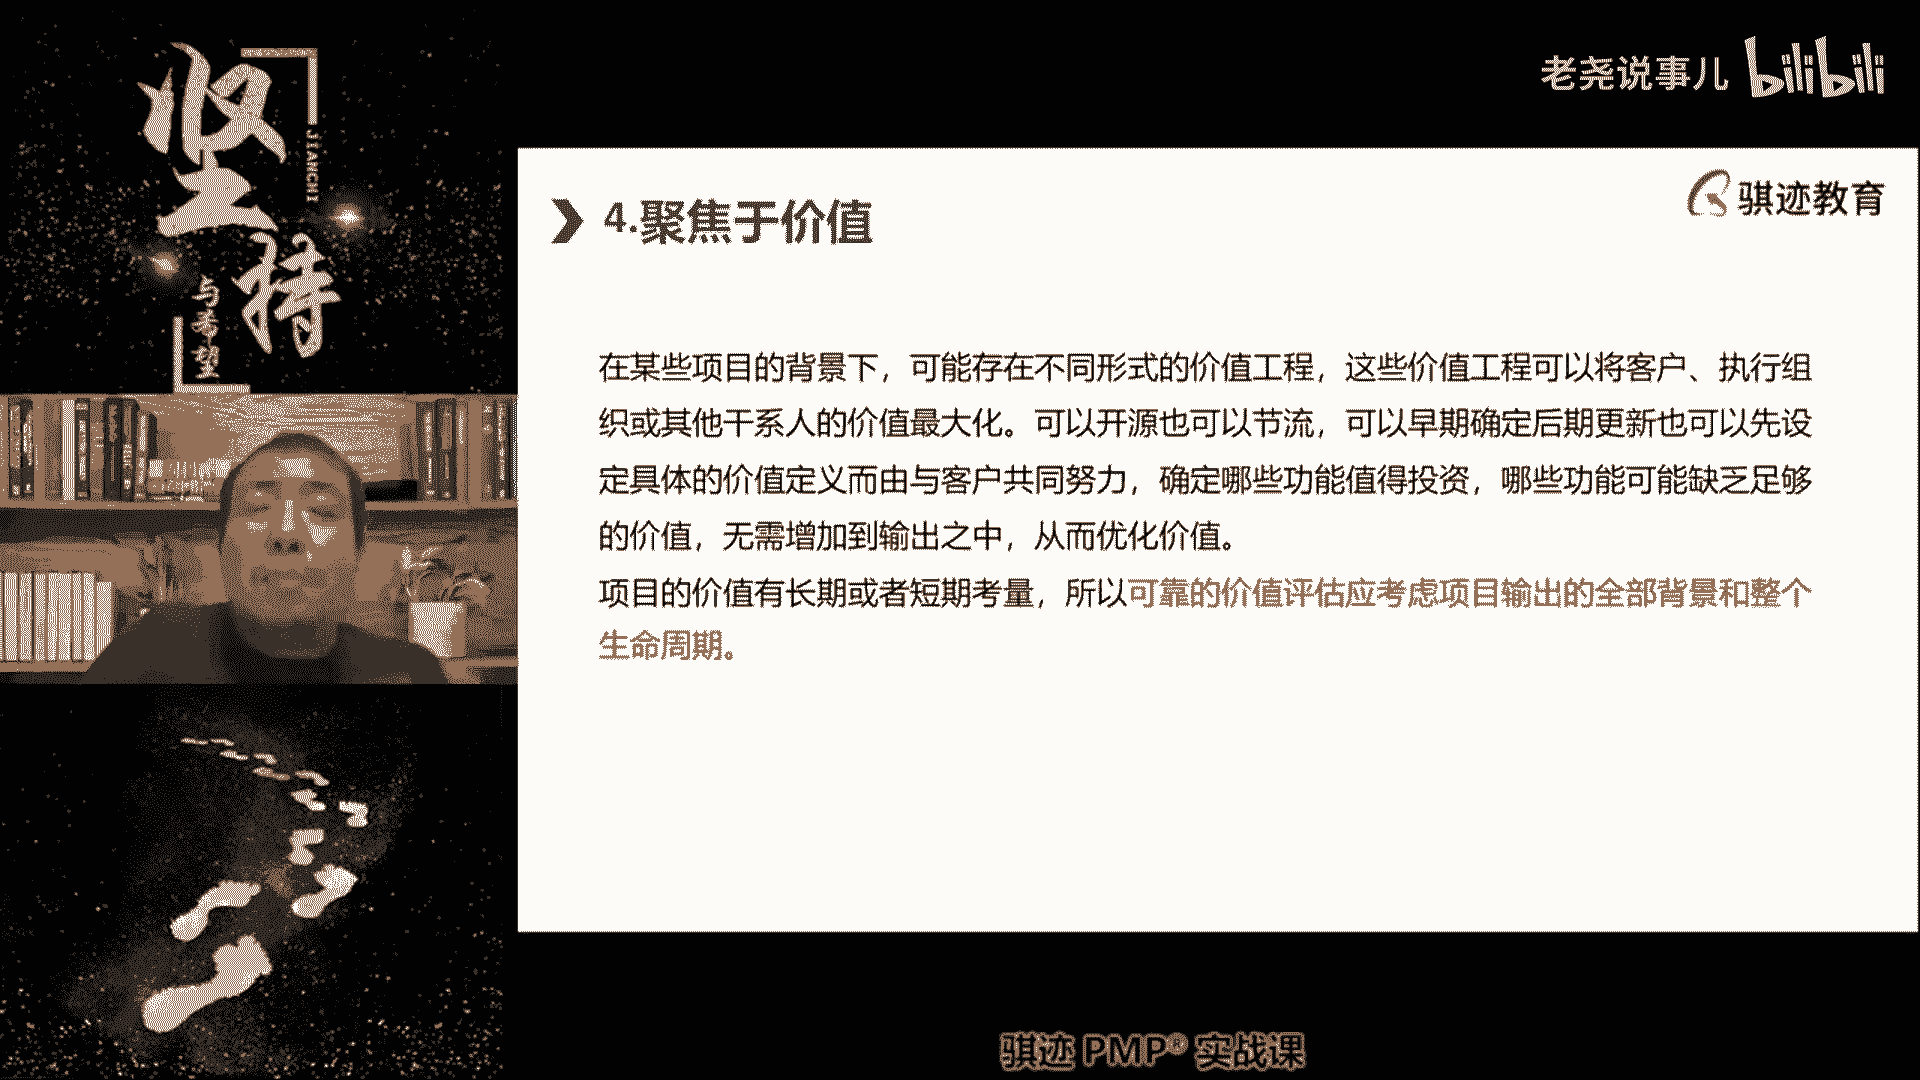 坚
持
JIANCHI
与希望
老尧说事儿 bilibili
骐迹教育
4.聚焦于价值
在某些项目的背景下，可能存在不同形式的价值工程，这些价值工程可以将客户、执行组
织或其他干系人的价值最大化。可以开源也可以节流，可以早期确定后期更新也可以先设
定具体的价值定义而由与客户共同努力，确定哪些功能值得投资，哪些功能可能缺乏足够
的价值，无需增加到输出之中，从而优化价值。
项目的价值有长期或者短期考量，所以可靠的价值评估应考虑项目输出的全部背景和整个
生命周期。
骐迹 PMP® 实战课